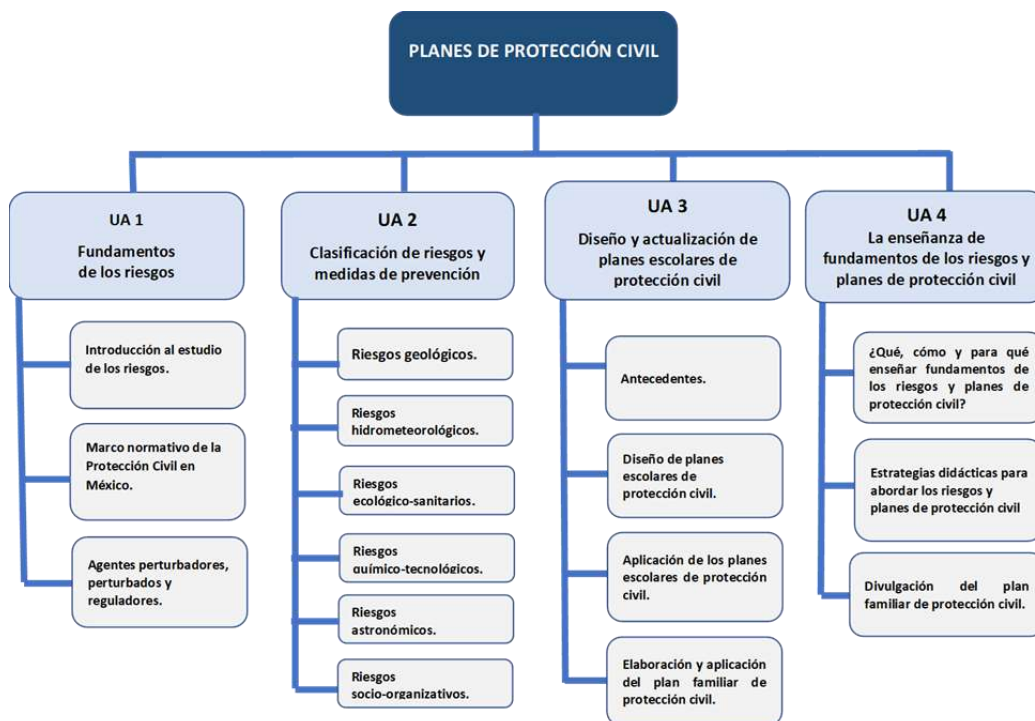 PLANES DE PROTECCIÓN CIVIL
UA 1
Fundamentos
de los riesgos
Introducción al estudio
de los riesgos.
Marco normativo de la
Protección Civil en
México.
Agentes perturbadores,
perturbados y
reguladores.
UA 2
Clasificación de riesgos y
medidas de prevención
Riesgos geológicos.
Riesgos
hidrometeorológicos.
Riesgos
ecológico-sanitarios.
Riesgos
químico-tecnológicos.
Riesgos
astronómicos.
Riesgos
socio-organizativos.
UA 3
Diseño y actualización de
planes escolares de
protección civil
Antecedentes.
Diseño de planes
escolares de
protección civil.
Aplicación de los planes
escolares de protección
civil.
Elaboración y aplicación
del plan familiar de
protección civil.
UA 4
La enseñanza de
fundamentos de los riesgos y
planes de protección civil
¿Qué, cómo y para qué
enseñar fundamentos de
los riesgos y planes de
protección civil?
Estrategias didácticas para
abordar los riesgos y
planes de protección civil
Divulgación del plan
familiar de protección civil.